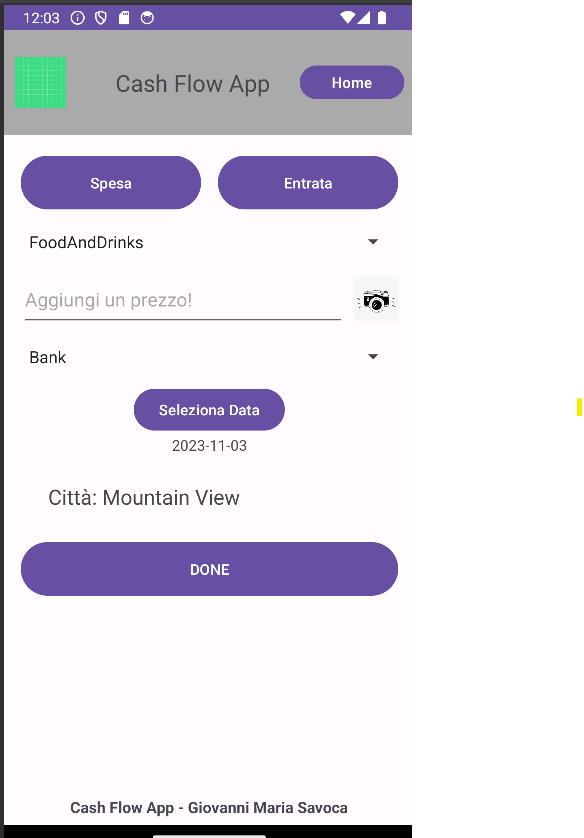 12:03
Cash Flow App
Home
Spesa
Entrata
FoodAndDrinks
Aggiungi un prezzo!
Bank
Seleziona Data
2023-11-03
Città: Mountain View
DONE
Cash Flow App - Giovanni Maria Savoca